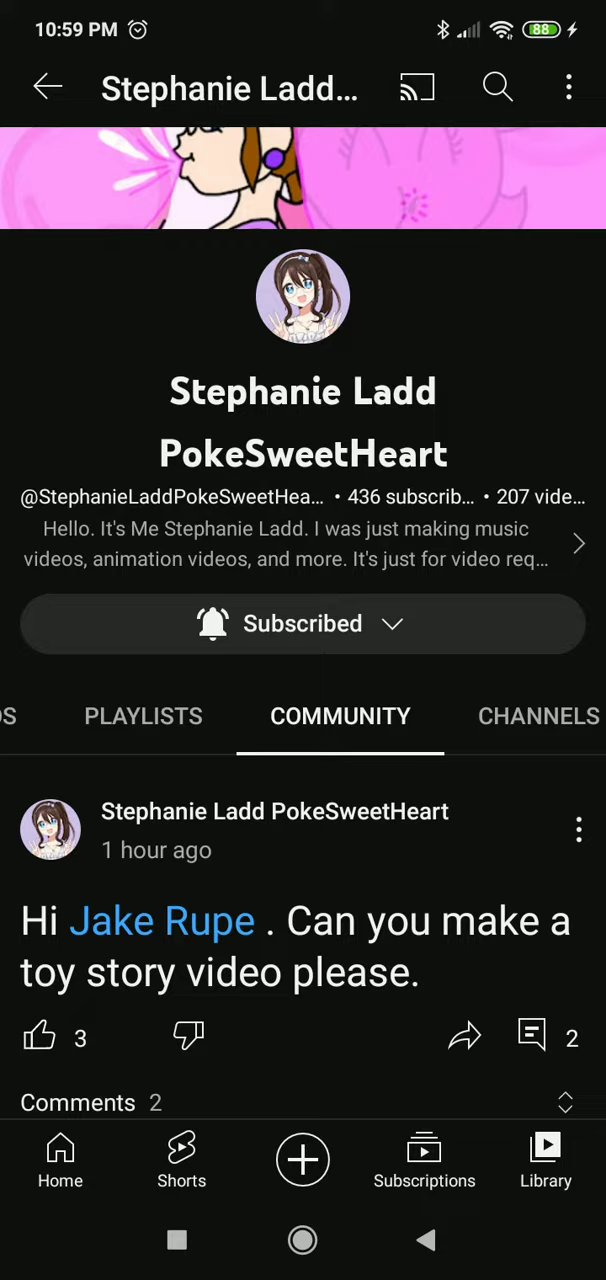 10:59 PM
88
Stephanie Ladd...
Stephanie Ladd
PokeSweetHeart
@StephanieLaddPokeSweetHea... • 436 subscrib... • 207 vide...
Hello. It's Me Stephanie Ladd. I was just making music
videos, animation videos, and more. It's just for video req...
Subscribed
OS PLAYLISTS COMMUNITY CHANNELS
Stephanie Ladd PokeSweetHeart
1 hour ago
Hi Jake Rupe . Can you make a
toy story video please.
3 2
Comments 2
Home Shorts Subscriptions Library